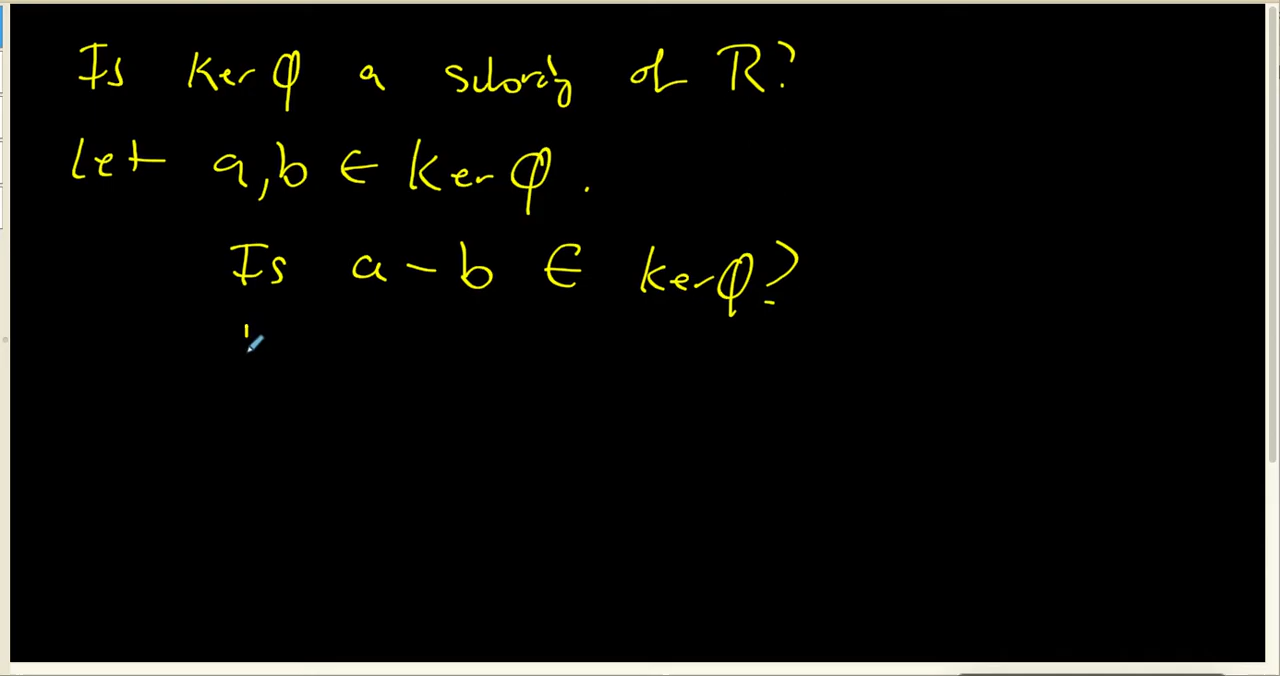 Is ker φ a subring of R?
Let a, b ∈ ker φ.
Is a - b ∈ ker φ?